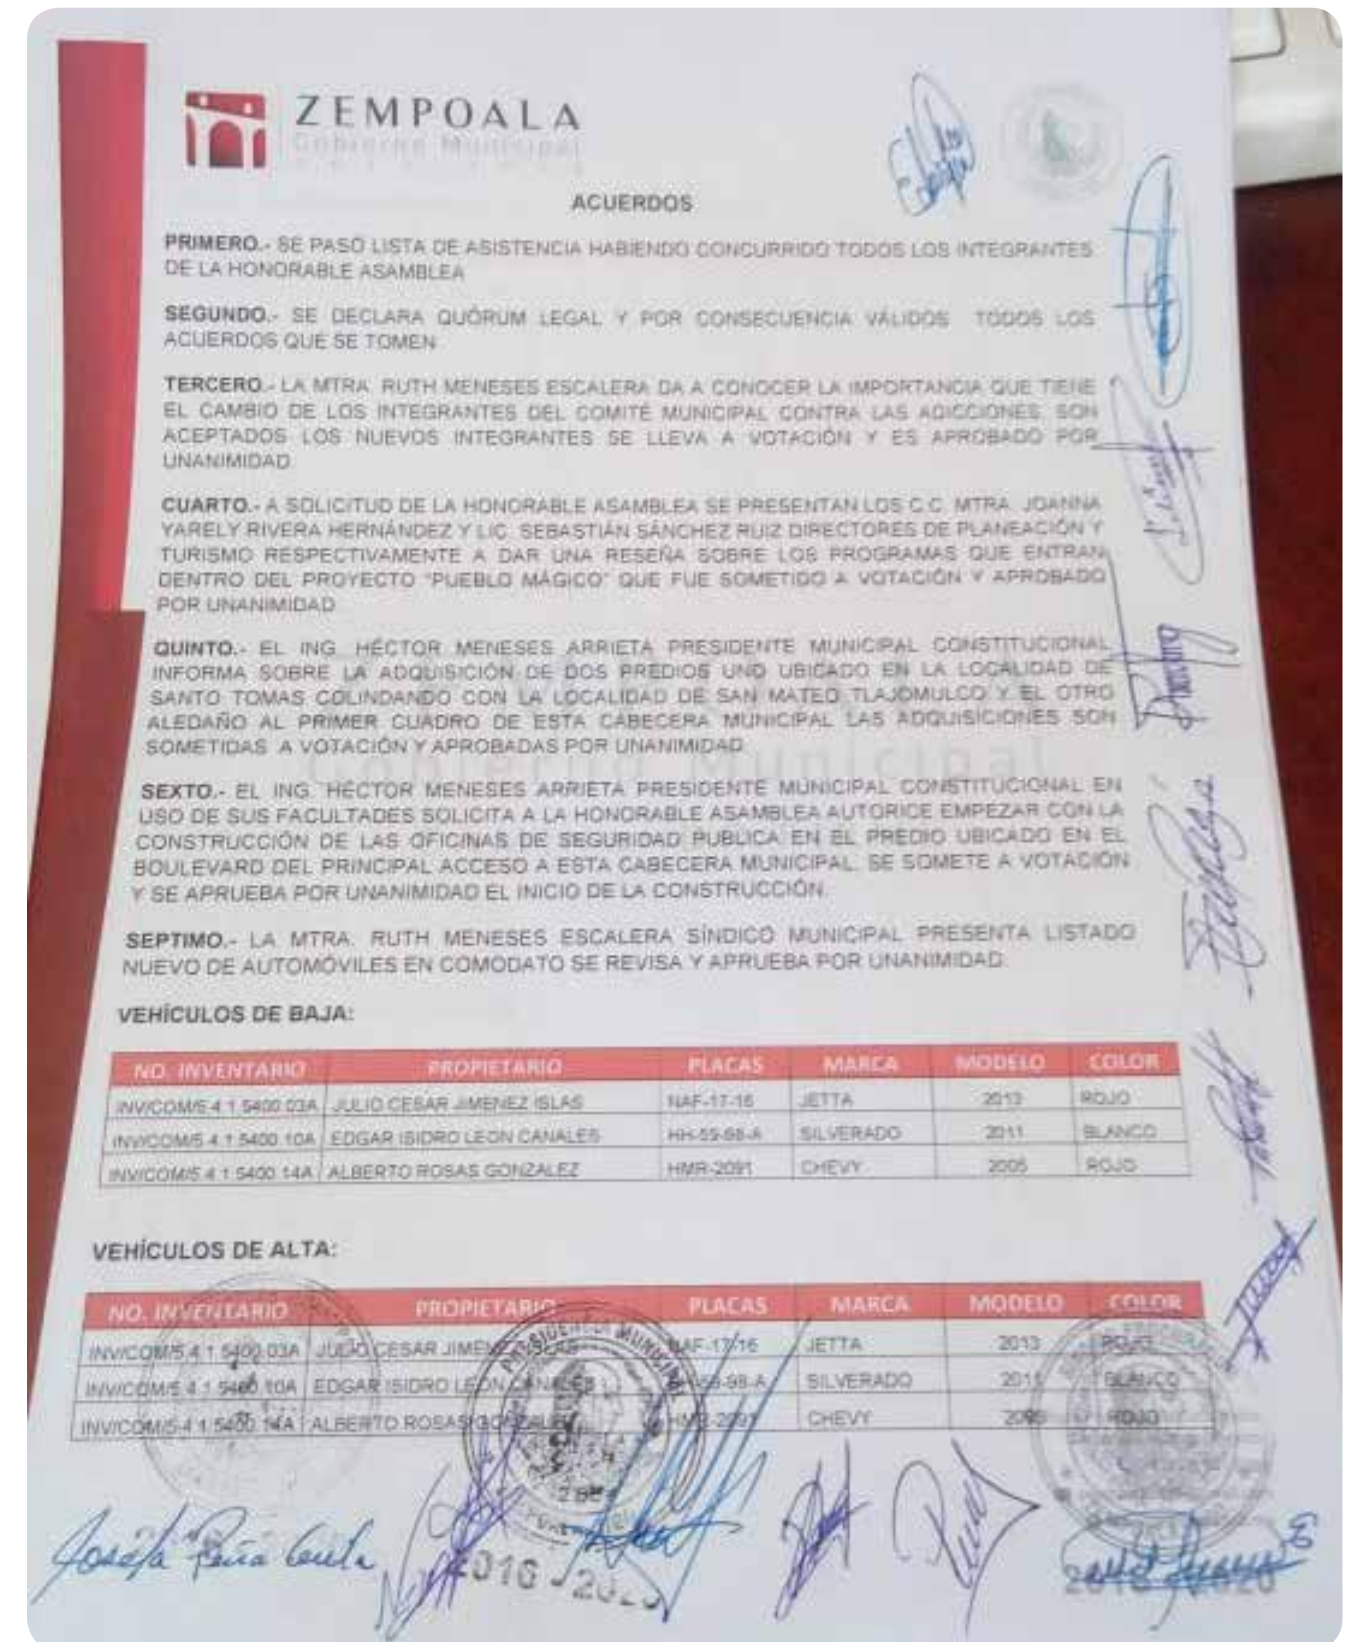 ZEMPOALA
Gobierno Municipal
ACUERDOS
PRIMERO.- SE PASÓ LISTA DE ASISTENCIA HABIENDO CONCURRIDO TODOS LOS INTEGRANTES
DE LA HONORABLE ASAMBLEA
SEGUNDO.- SE DECLARA QUÓRUM LEGAL Y POR CONSECUENCIA VÁLIDOS TODOS LOS
ACUERDOS QUE SE TOMEN
TERCERO.- LA MTRA. RUTH MENESES ESCALERA DA A CONOCER LA IMPORTANCIA QUE TIENE
EL CAMBIO DE LOS INTEGRANTES DEL COMITÉ MUNICIPAL CONTRA LAS ADICCIONES, SON
ACEPTADOS LOS NUEVOS INTEGRANTES SE LLEVA A VOTACIÓN Y ES APROBADO POR
UNANIMIDAD.
CUARTO.- A SOLICITUD DE LA HONORABLE ASAMBLEA SE PRESENTAN LOS C.C. MTRA. JOANNA
YARELY RIVERA HERNÁNDEZ Y LIC. SEBASTIÁN SÁNCHEZ RUIZ DIRECTORES DE PLANEACIÓN Y
TURISMO RESPECTIVAMENTE A DAR UNA RESEÑA SOBRE LOS PROGRAMAS QUE ENTRAN
DENTRO DEL PROYECTO "PUEBLO MÁGICO" QUE FUE SOMETIDO A VOTACIÓN Y APROBADO
POR UNANIMIDAD
QUINTO.- EL ING. HÉCTOR MENESES ARRIETA PRESIDENTE MUNICIPAL CONSTITUCIONAL
INFORMA SOBRE LA ADQUISICIÓN DE DOS PREDIOS UNO UBICADO EN LA LOCALIDAD DE
SANTO TOMAS COLINDANDO CON LA LOCALIDAD DE SAN MATEO TLAJOMULCO Y EL OTRO
ALEDAÑO AL PRIMER CUADRO DE ESTA CABECERA MUNICIPAL LAS ADQUISICIONES SON
SOMETIDAS A VOTACIÓN Y APROBADAS POR UNANIMIDAD
Gobierno Municipal
SEXTO.- EL ING. HÉCTOR MENESES ARRIETA PRESIDENTE MUNICIPAL CONSTITUCIONAL EN
USO DE SUS FACULTADES SOLICITA A LA HONORABLE ASAMBLEA AUTORICE EMPEZAR CON LA
CONSTRUCCIÓN DE LAS OFICINAS DE SEGURIDAD PUBLICA EN EL PREDIO UBICADO EN EL
BOULEVARD DEL PRINCIPAL ACCESO A ESTA CABECERA MUNICIPAL. SE SOMETE A VOTACIÓN
Y SE APRUEBA POR UNANIMIDAD EL INICIO DE LA CONSTRUCCIÓN.
SEPTIMO.- LA MTRA. RUTH MENESES ESCALERA SÍNDICO MUNICIPAL PRESENTA LISTADO
NUEVO DE AUTOMÓVILES EN COMODATO SE REVISA Y APRUEBA POR UNANIMIDAD.
VEHÍCULOS DE BAJA:
NO. INVENTARIO PROPIETARIO PLACAS MARCA MODELO COLOR
INV/COM/5.4.1.5400.03A JULIO CESAR JIMENEZ ISLAS NAF-17-16 JETTA 2013 ROJO
INV/COM/5.4.1.5400.10A EDGAR ISIDRO LEON CANALES SILVERADO 2011 BLANCO
INV/COM/5.4.1.5400.14A ALBERTO ROSAS GONZALEZ HMR-2091 CHEVY 2005 ROJO
VEHÍCULOS DE ALTA:
NO. INVENTARIO PROPIETARIO PLACAS MARCA MODELO COLOR
INV/COM/5.4.1.5400.03A JULIO CESAR JIMENEZ ISLAS NAF-17-16 JETTA 2013 ROJO
INV/COM/5.4.1.5400.10A EDGAR ISIDRO LEON CANALES SILVERADO 2011 BLANCO
INV/COM/5.4.1.5400.14A ALBERTO ROSAS HMR-2091 CHEVY ROJO
PRESIDENCIA MUNICIPAL
Josefa Peña
2016 - 2020